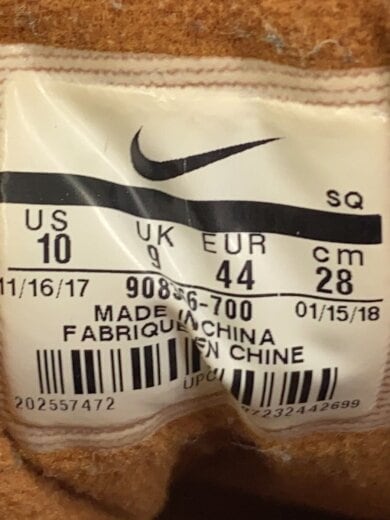 SQ
US UK EUR cm
10 9 44 28
11/16/17 01/15/18
MADE IN CHINA
FABRIQUE EN CHINE
UPC
202557472